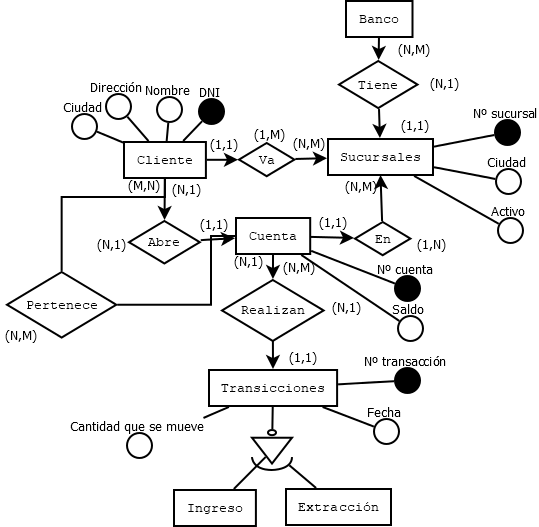 Banco
(N,M)
Tiene
(N,1)
Dirección
Nombre
DNI
Ciudad
Nº sucursal
(1,1)
(1,M)
(1,1)
(N,M)
Cliente
Va
Sucursales
Ciudad
(M,N)
(N,1)
(N,M)
Activo
(1,1)
(1,1)
Cuenta
(N,1)
Abre
En
(1,N)
(N,1)
(N,M)
Nº cuenta
Pertenece
Realizan
(N,1)
Saldo
(N,M)
(1,1)
Nº transacción
Transicciones
Cantidad que se mueve
Fecha
Ingreso
Extracción